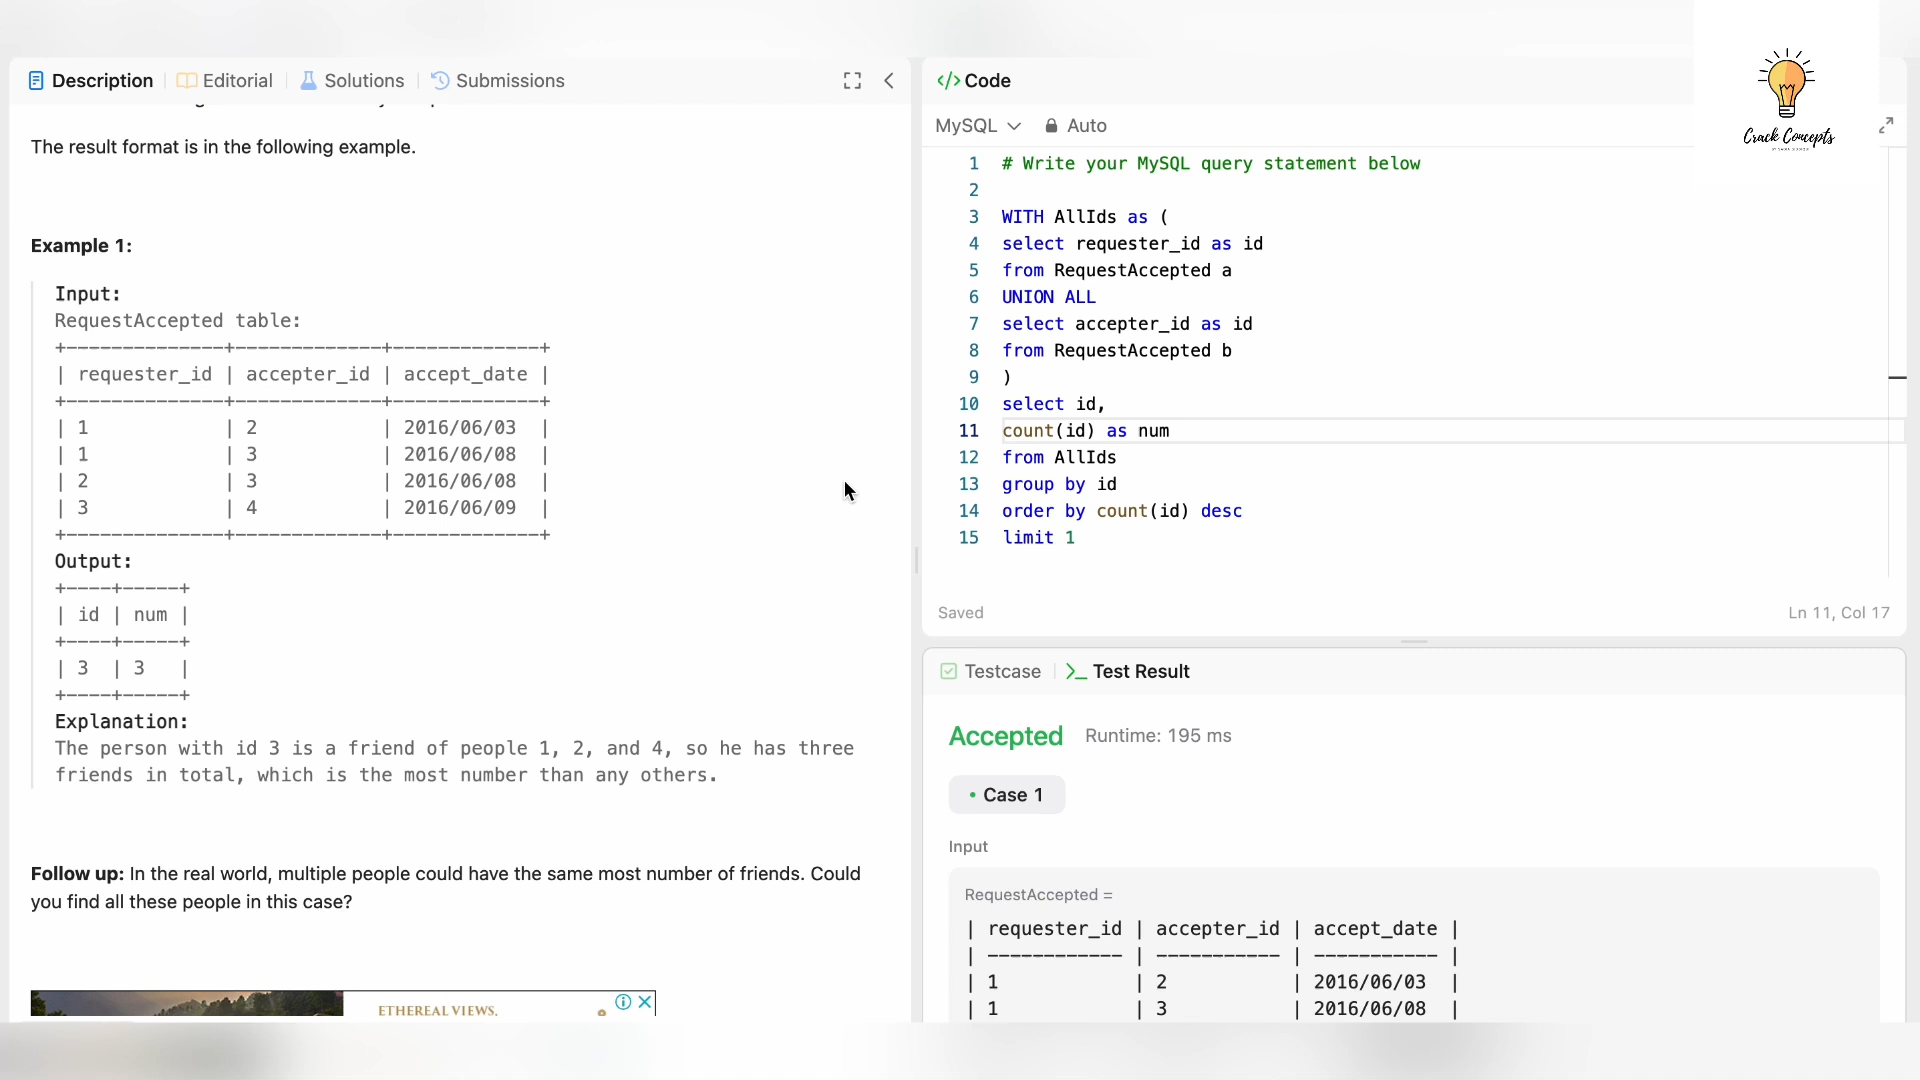 Description
Editorial
Solutions
Submissions
The result format is in the following example.
Example 1:
Input:
RequestAccepted table:
+--------------+-------------+-------------+
| requester_id | accepter_id | accept_date |
+--------------+-------------+-------------+
| 1            | 2           | 2016/06/03  |
| 1            | 3           | 2016/06/08  |
| 2            | 3           | 2016/06/08  |
| 3            | 4           | 2016/06/09  |
+--------------+-------------+-------------+
Output:
+----+-----+
| id | num |
+----+-----+
| 3  | 3   |
+----+-----+
Explanation:
The person with id 3 is a friend of people 1, 2, and 4, so he has three
friends in total, which is the most number than any others.
Follow up: In the real world, multiple people could have the same most number of friends. Could
you find all these people in this case?
ETHEREAL VIEWS.
</> Code
Crack Concepts
MySQL
Auto
1 # Write your MySQL query statement below
2
3 WITH AllIds as (
4 select requester_id as id
5 from RequestAccepted a
6 UNION ALL
7 select accepter_id as id
8 from RequestAccepted b
9 )
10 select id,
11 count(id) as num
12 from AllIds
13 group by id
14 order by count(id) desc
15 limit 1
Saved
Ln 11, Col 17
Testcase
Test Result
Accepted
Runtime: 195 ms
• Case 1
Input
RequestAccepted =
| requester_id | accepter_id | accept_date |
| ------------ | ----------- | ----------- |
| 1            | 2           | 2016/06/03  |
| 1            | 3           | 2016/06/08  |